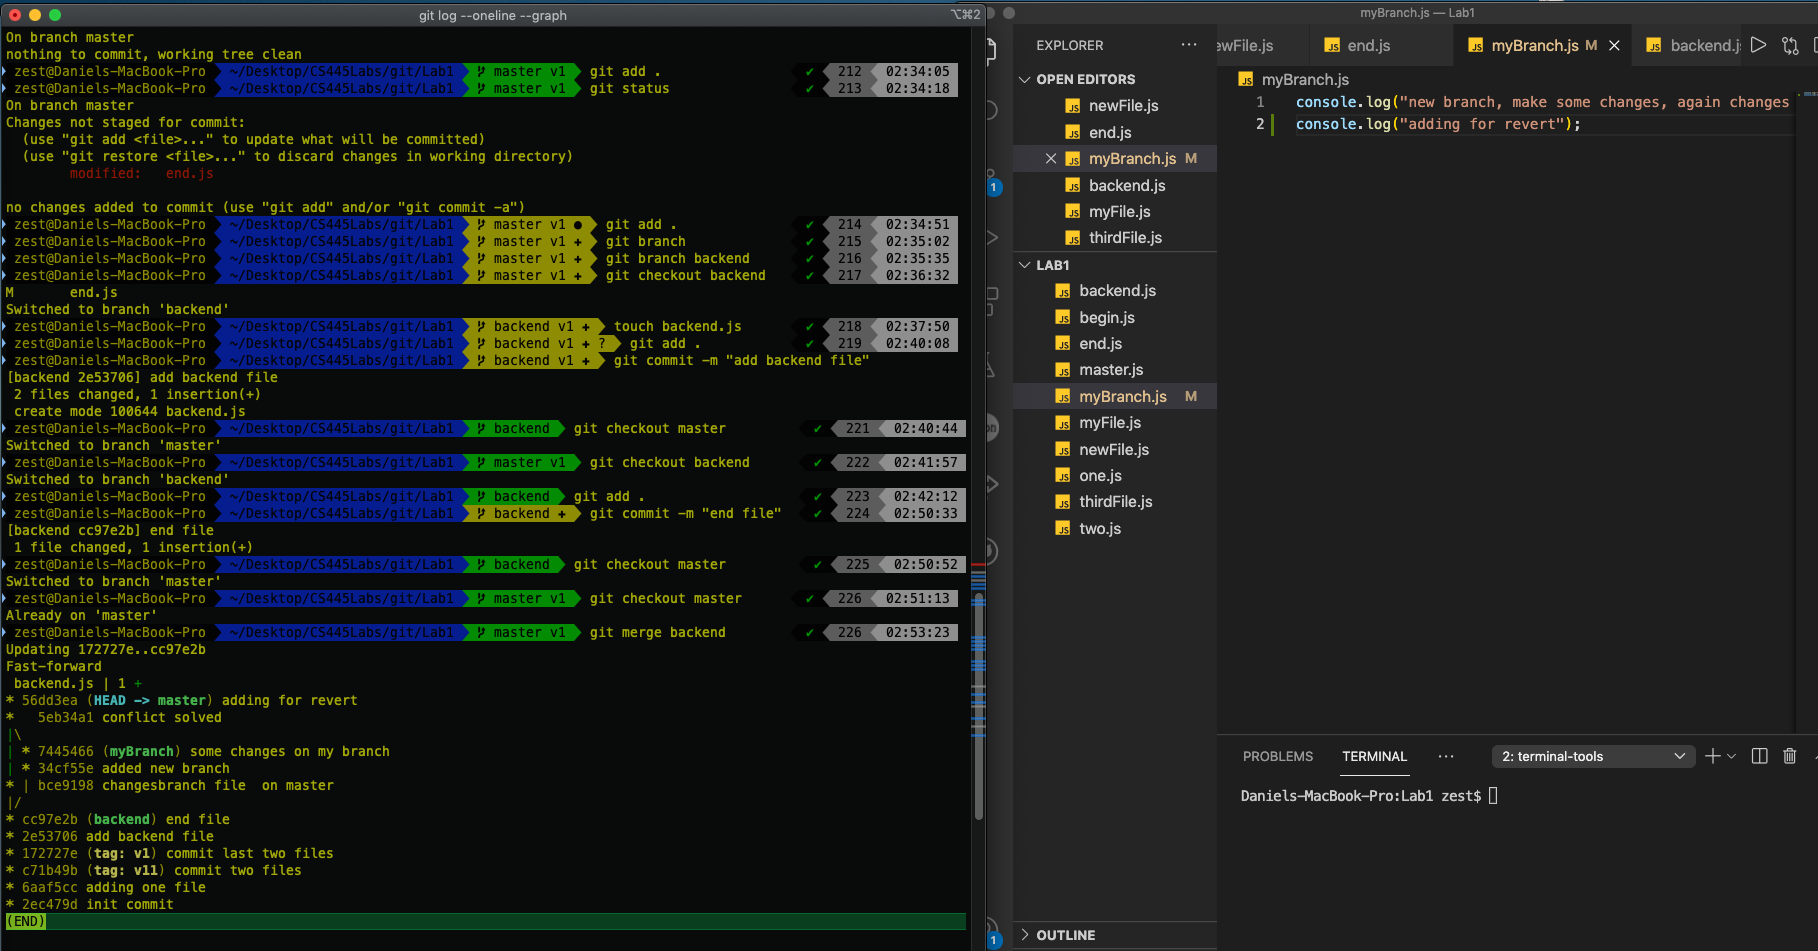 git log --oneline --graph
⌥⌘2
On branch master
nothing to commit, working tree clean
zest@Daniels-MacBook-Pro ~/Desktop/CS445Labs/git/Lab1 master v1 git add . ✔ 212 02:34:05
zest@Daniels-MacBook-Pro ~/Desktop/CS445Labs/git/Lab1 master v1 git status ✔ 213 02:34:18
On branch master
Changes not staged for commit:
(use "git add <file>..." to update what will be committed)
(use "git restore <file>..." to discard changes in working directory)
modified: end.js
no changes added to commit (use "git add" and/or "git commit -a")
zest@Daniels-MacBook-Pro ~/Desktop/CS445Labs/git/Lab1 master v1 ● git add . ✔ 214 02:34:51
zest@Daniels-MacBook-Pro ~/Desktop/CS445Labs/git/Lab1 master v1 + git branch ✔ 215 02:35:02
zest@Daniels-MacBook-Pro ~/Desktop/CS445Labs/git/Lab1 master v1 + git branch backend ✔ 216 02:35:35
zest@Daniels-MacBook-Pro ~/Desktop/CS445Labs/git/Lab1 master v1 + git checkout backend ✔ 217 02:36:32
M end.js
Switched to branch 'backend'
zest@Daniels-MacBook-Pro ~/Desktop/CS445Labs/git/Lab1 backend v1 + touch backend.js ✔ 218 02:37:50
zest@Daniels-MacBook-Pro ~/Desktop/CS445Labs/git/Lab1 backend v1 + ? git add . ✔ 219 02:40:08
zest@Daniels-MacBook-Pro ~/Desktop/CS445Labs/git/Lab1 backend v1 + git commit -m "add backend file"
[backend 2e53706] add backend file
2 files changed, 1 insertion(+)
create mode 100644 backend.js
zest@Daniels-MacBook-Pro ~/Desktop/CS445Labs/git/Lab1 backend git checkout master ✔ 221 02:40:44
Switched to branch 'master'
zest@Daniels-MacBook-Pro ~/Desktop/CS445Labs/git/Lab1 master v1 git checkout backend ✔ 222 02:41:57
Switched to branch 'backend'
zest@Daniels-MacBook-Pro ~/Desktop/CS445Labs/git/Lab1 backend git add . ✔ 223 02:42:12
zest@Daniels-MacBook-Pro ~/Desktop/CS445Labs/git/Lab1 backend + git commit -m "end file" ✔ 224 02:50:33
[backend cc97e2b] end file
1 file changed, 1 insertion(+)
zest@Daniels-MacBook-Pro ~/Desktop/CS445Labs/git/Lab1 backend git checkout master ✔ 225 02:50:52
Switched to branch 'master'
zest@Daniels-MacBook-Pro ~/Desktop/CS445Labs/git/Lab1 master v1 git checkout master ✔ 226 02:51:13
Already on 'master'
zest@Daniels-MacBook-Pro ~/Desktop/CS445Labs/git/Lab1 master v1 git merge backend ✔ 226 02:53:23
Updating 172727e..cc97e2b
Fast-forward
backend.js | 1 +
* 56dd3ea (HEAD -> master) adding for revert
*   5eb34a1 conflict solved
|\
| * 7445466 (myBranch) some changes on my branch
| * 34cf55e added new branch
* | bce9198 changesbranch file  on master
|/
* cc97e2b (backend) end file
* 2e53706 add backend file
* 172727e (tag: v1) commit last two files
* c71b49b (tag: v11) commit two files
* 6aaf5cc adding one file
* 2ec479d init commit
(END)
myBranch.js — Lab1
EXPLORER
OPEN EDITORS
newFile.js
end.js
myBranch.js M
backend.js
myFile.js
thirdFile.js
LAB1
backend.js
begin.js
end.js
master.js
myBranch.js M
myFile.js
newFile.js
one.js
thirdFile.js
two.js
OUTLINE
1
1
ewFile.js
end.js
myBranch.js M
backend.j
myBranch.js
1 console.log("new branch, make some changes, again changes
2 console.log("adding for revert");
PROBLEMS TERMINAL ··· 2: terminal-tools
Daniels-MacBook-Pro:Lab1 zest$